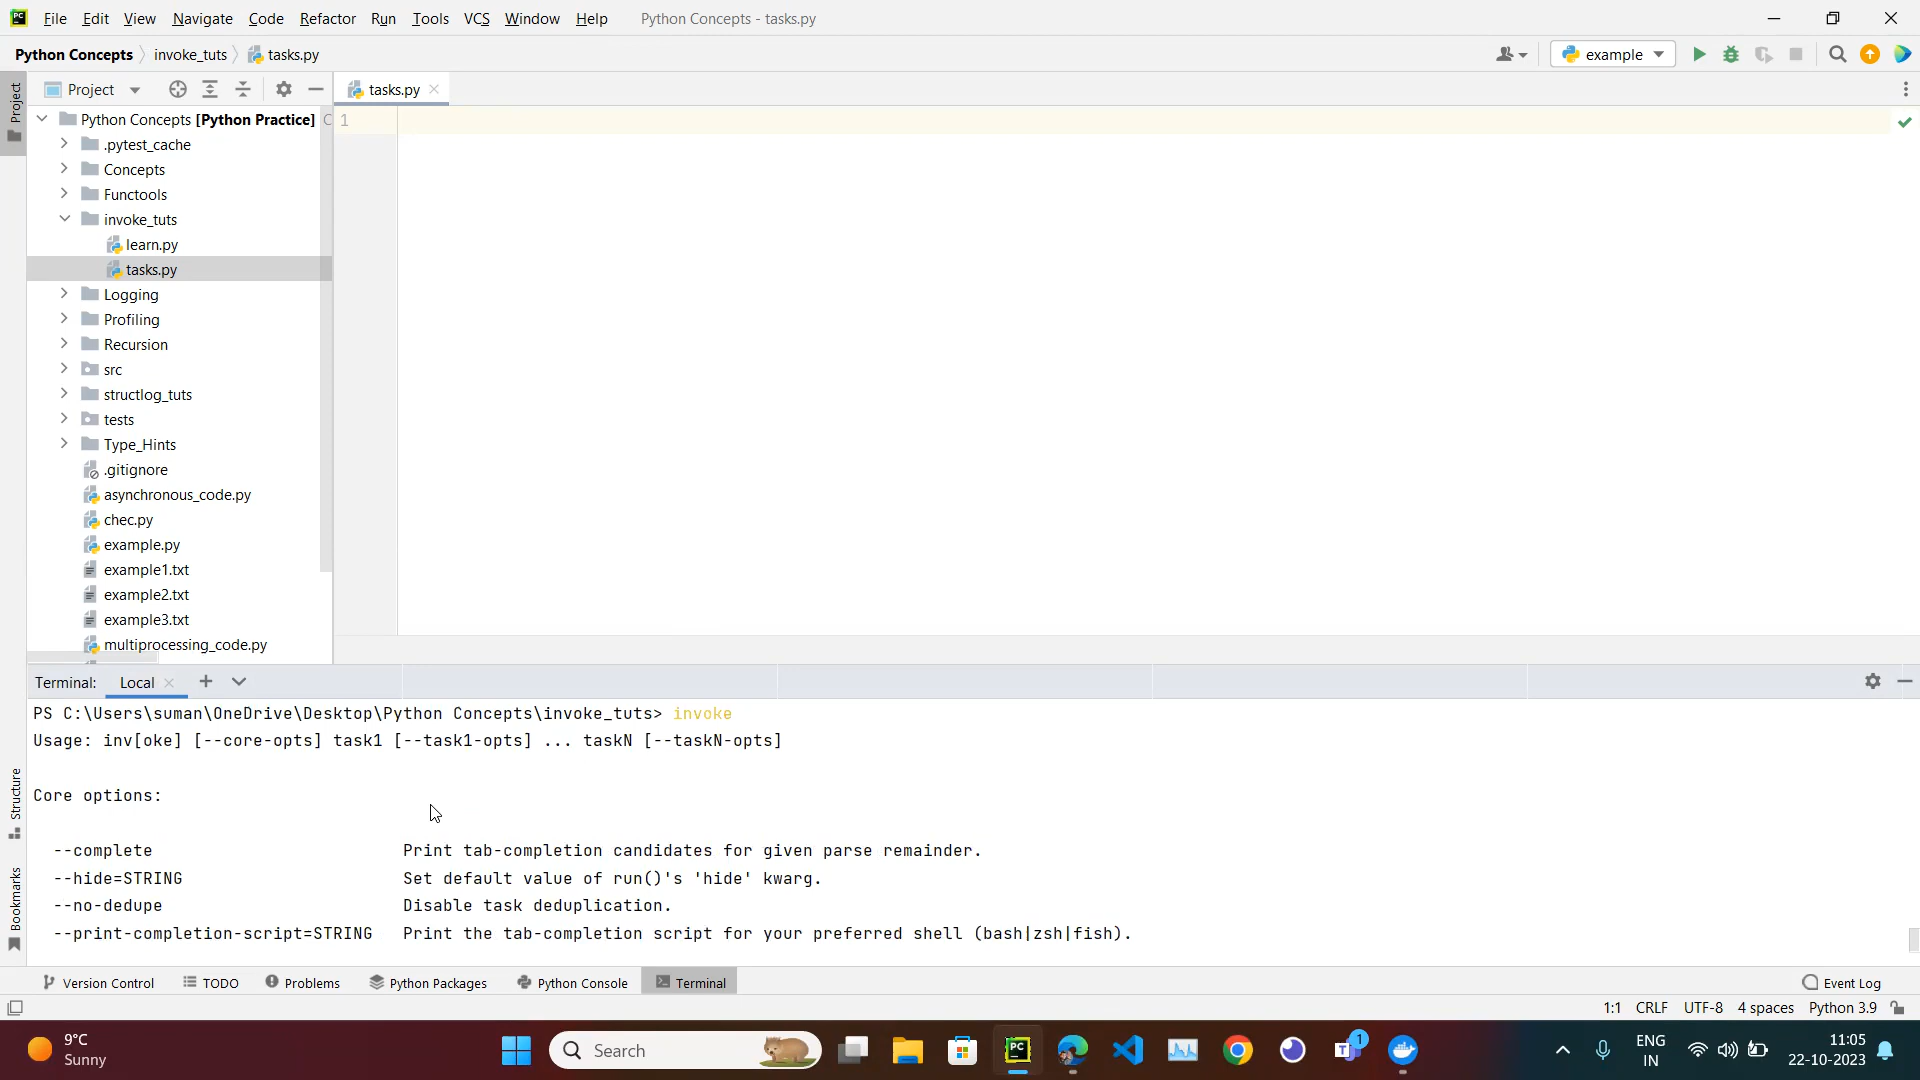 File Edit View Navigate Code Refactor Run Tools VCS Window Help Python Concepts - tasks.py
Python Concepts invoke_tuts tasks.py example
Project Project tasks.py
Python Concepts [Python Practice] C 1
.pytest_cache
Concepts
Functools
invoke_tuts
learn.py
tasks.py
Logging
Profiling
Recursion
src
structlog_tuts
tests
Type_Hints
.gitignore
asynchronous_code.py
chec.py
example.py
example1.txt
example2.txt
example3.txt
multiprocessing_code.py
Terminal: Local
PS C:\Users\suman\OneDrive\Desktop\Python Concepts\invoke_tuts> invoke
Usage: inv[oke] [--core-opts] task1 [--task1-opts] ... taskN [--taskN-opts]
Core options:
Structure
--complete Print tab-completion candidates for given parse remainder.
--hide=STRING Set default value of run()'s 'hide' kwarg.
--no-dedupe Disable task deduplication.
--print-completion-script=STRING Print the tab-completion script for your preferred shell (bash|zsh|fish).
Bookmarks
Version Control TODO Problems Python Packages Python Console Terminal Event Log
1:1 CRLF UTF-8 4 spaces Python 3.9
9°C
Sunny
PC
Search
1
ENG
IN
11:05
22-10-2023